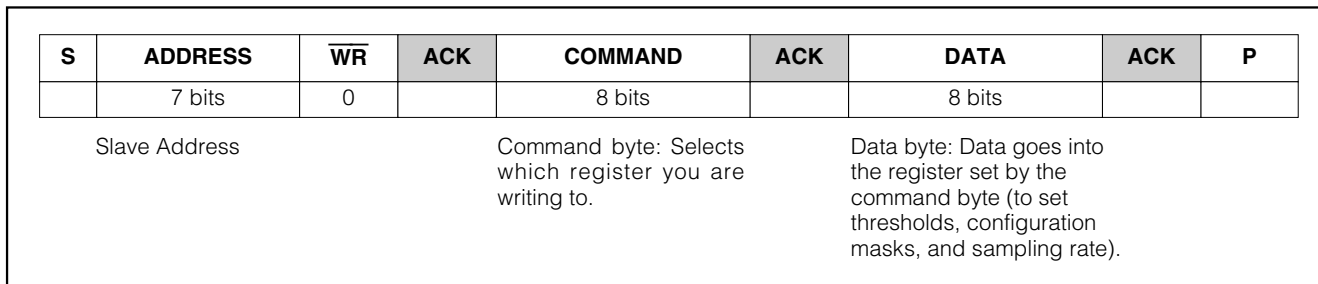 S ADDRESS WR ACK COMMAND ACK DATA ACK P
7 bits 0 8 bits 8 bits
Slave Address
Command byte: Selects
which register you are
writing to.
Data byte: Data goes into
the register set by the
command byte (to set
thresholds, configuration
masks, and sampling rate).